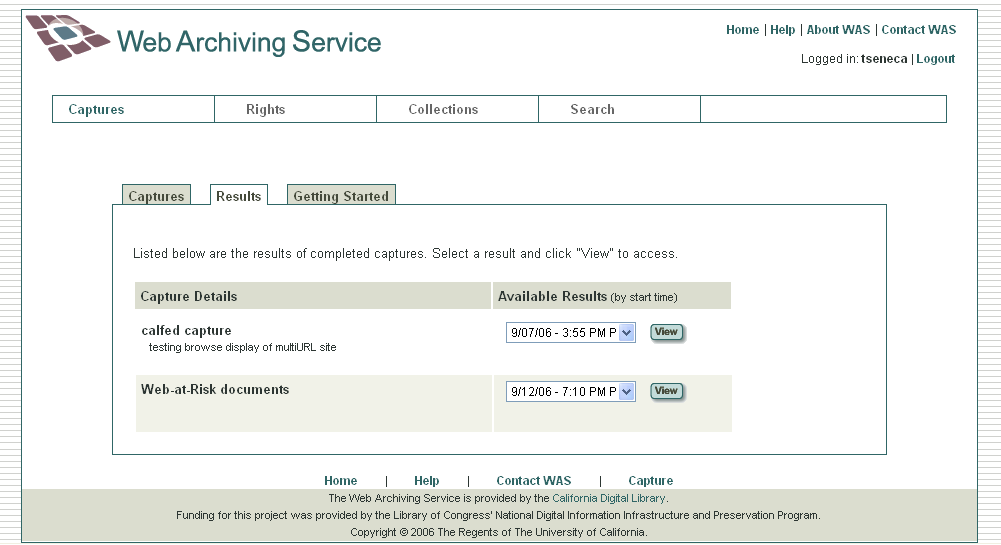 Web Archiving Service
Home | Help | About WAS | Contact WAS
Logged in: tseneca | Logout
Captures Rights Collections Search
Captures Results Getting Started
Listed below are the results of completed captures. Select a result and click "View" to access.
Capture Details Available Results (by start time)
calfed capture 9/07/06 - 3:55 PM P View
testing browse display of multiURL site
Web-at-Risk documents 9/12/06 - 7:10 PM P View
Home | Help | Contact WAS | Capture
The Web Archiving Service is provided by the California Digital Library.
Funding for this project was provided by the Library of Congress' National Digital Information Infrastructure and Preservation Program.
Copyright © 2006 The Regents of The University of California.